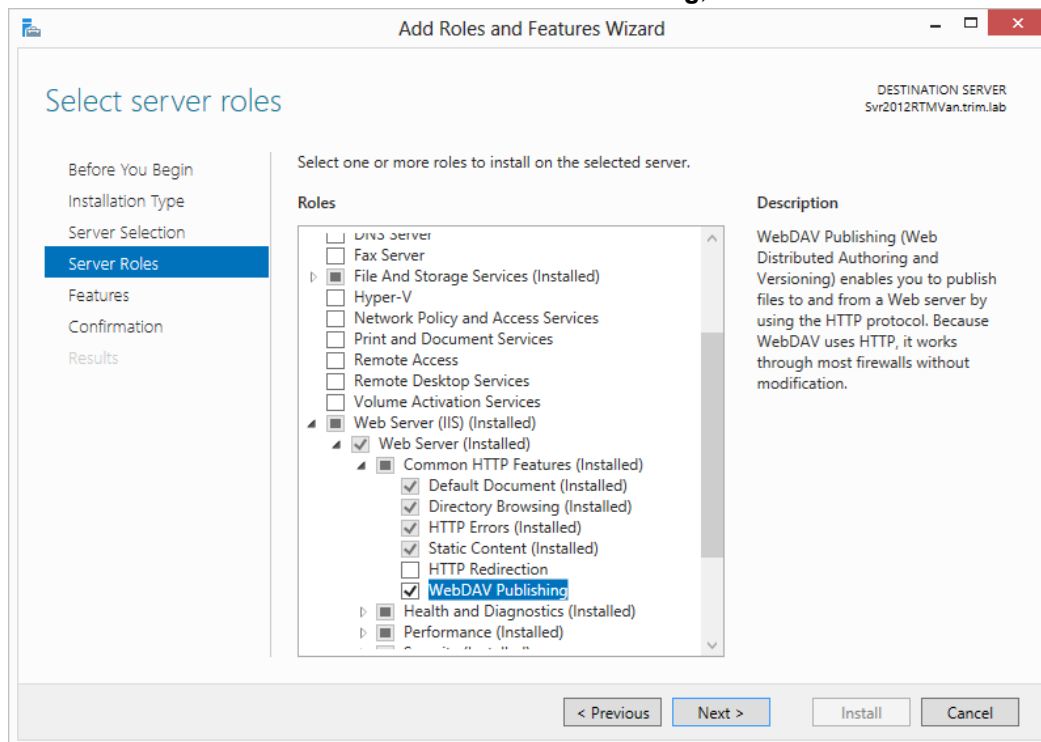 Add Roles and Features Wizard
Select server roles
DESTINATION SERVER
Svr2012RTMVan.trim.lab
Before You Begin
Installation Type
Server Selection
Server Roles
Features
Confirmation
Results
Select one or more roles to install on the selected server.
Roles
DNS Server
Fax Server
File And Storage Services (Installed)
Hyper-V
Network Policy and Access Services
Print and Document Services
Remote Access
Remote Desktop Services
Volume Activation Services
Web Server (IIS) (Installed)
Web Server (Installed)
Common HTTP Features (Installed)
Default Document (Installed)
Directory Browsing (Installed)
HTTP Errors (Installed)
Static Content (Installed)
HTTP Redirection
WebDAV Publishing
Health and Diagnostics (Installed)
Performance (Installed)
Description
WebDAV Publishing (Web
Distributed Authoring and
Versioning) enables you to publish
files to and from a Web server by
using the HTTP protocol. Because
WebDAV uses HTTP, it works
through most firewalls without
modification.
< Previous
Next >
Install
Cancel